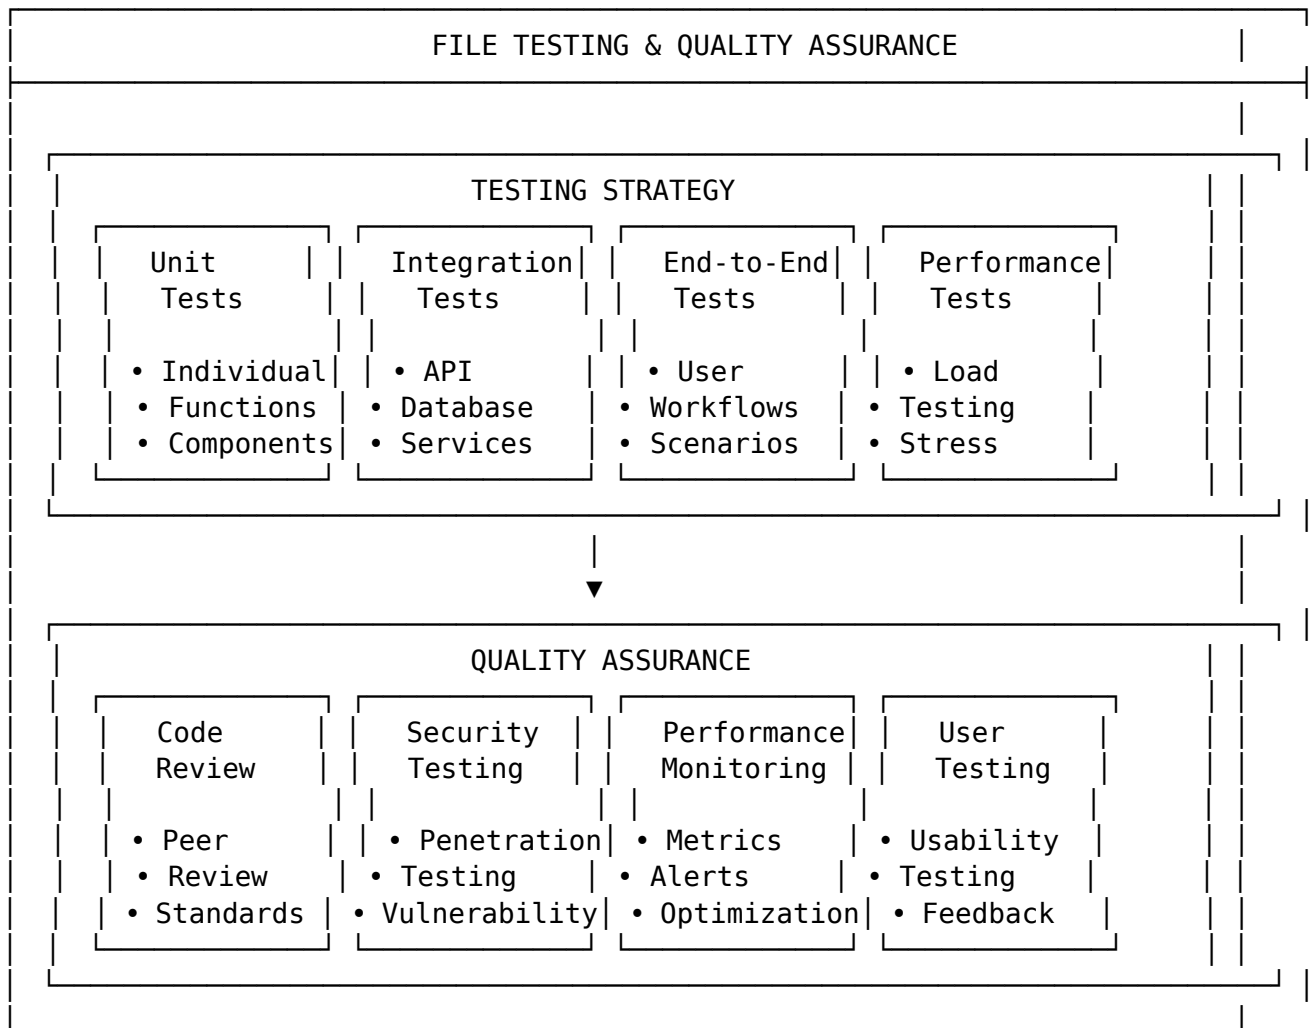 FILE TESTING & QUALITY ASSURANCE
TESTING STRATEGY
Unit Integration End-to-End Performance
Tests Tests Tests Tests
• Individual • API • User • Load
• Functions • Database • Workflows • Testing
• Components • Services • Scenarios • Stress
▼
QUALITY ASSURANCE
Code Security Performance User
Review Testing Monitoring Testing
• Peer • Penetration • Metrics • Usability
• Review • Testing • Alerts • Testing
• Standards • Vulnerability • Optimization • Feedback